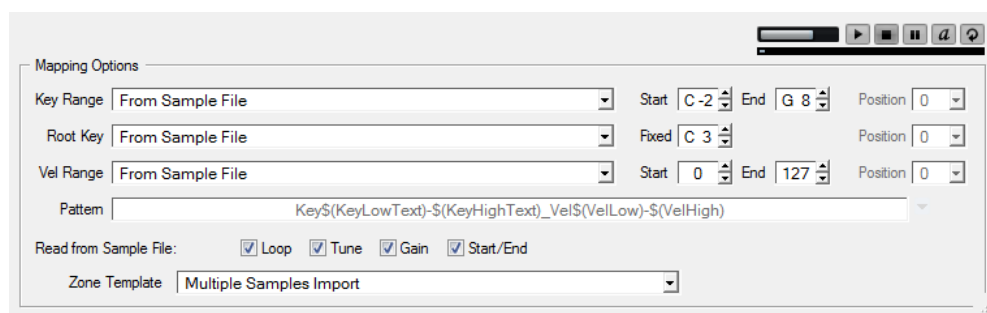 a
Mapping Options
Key Range From Sample File Start C -2 End G 8 Position 0
Root Key From Sample File Fixed C 3 Position 0
Vel Range From Sample File Start 0 End 127 Position 0
Pattern Key$(KeyLowText)-$(KeyHighText)_Vel$(VelLow)-$(VelHigh)
Read from Sample File: Loop Tune Gain Start/End
Zone Template Multiple Samples Import